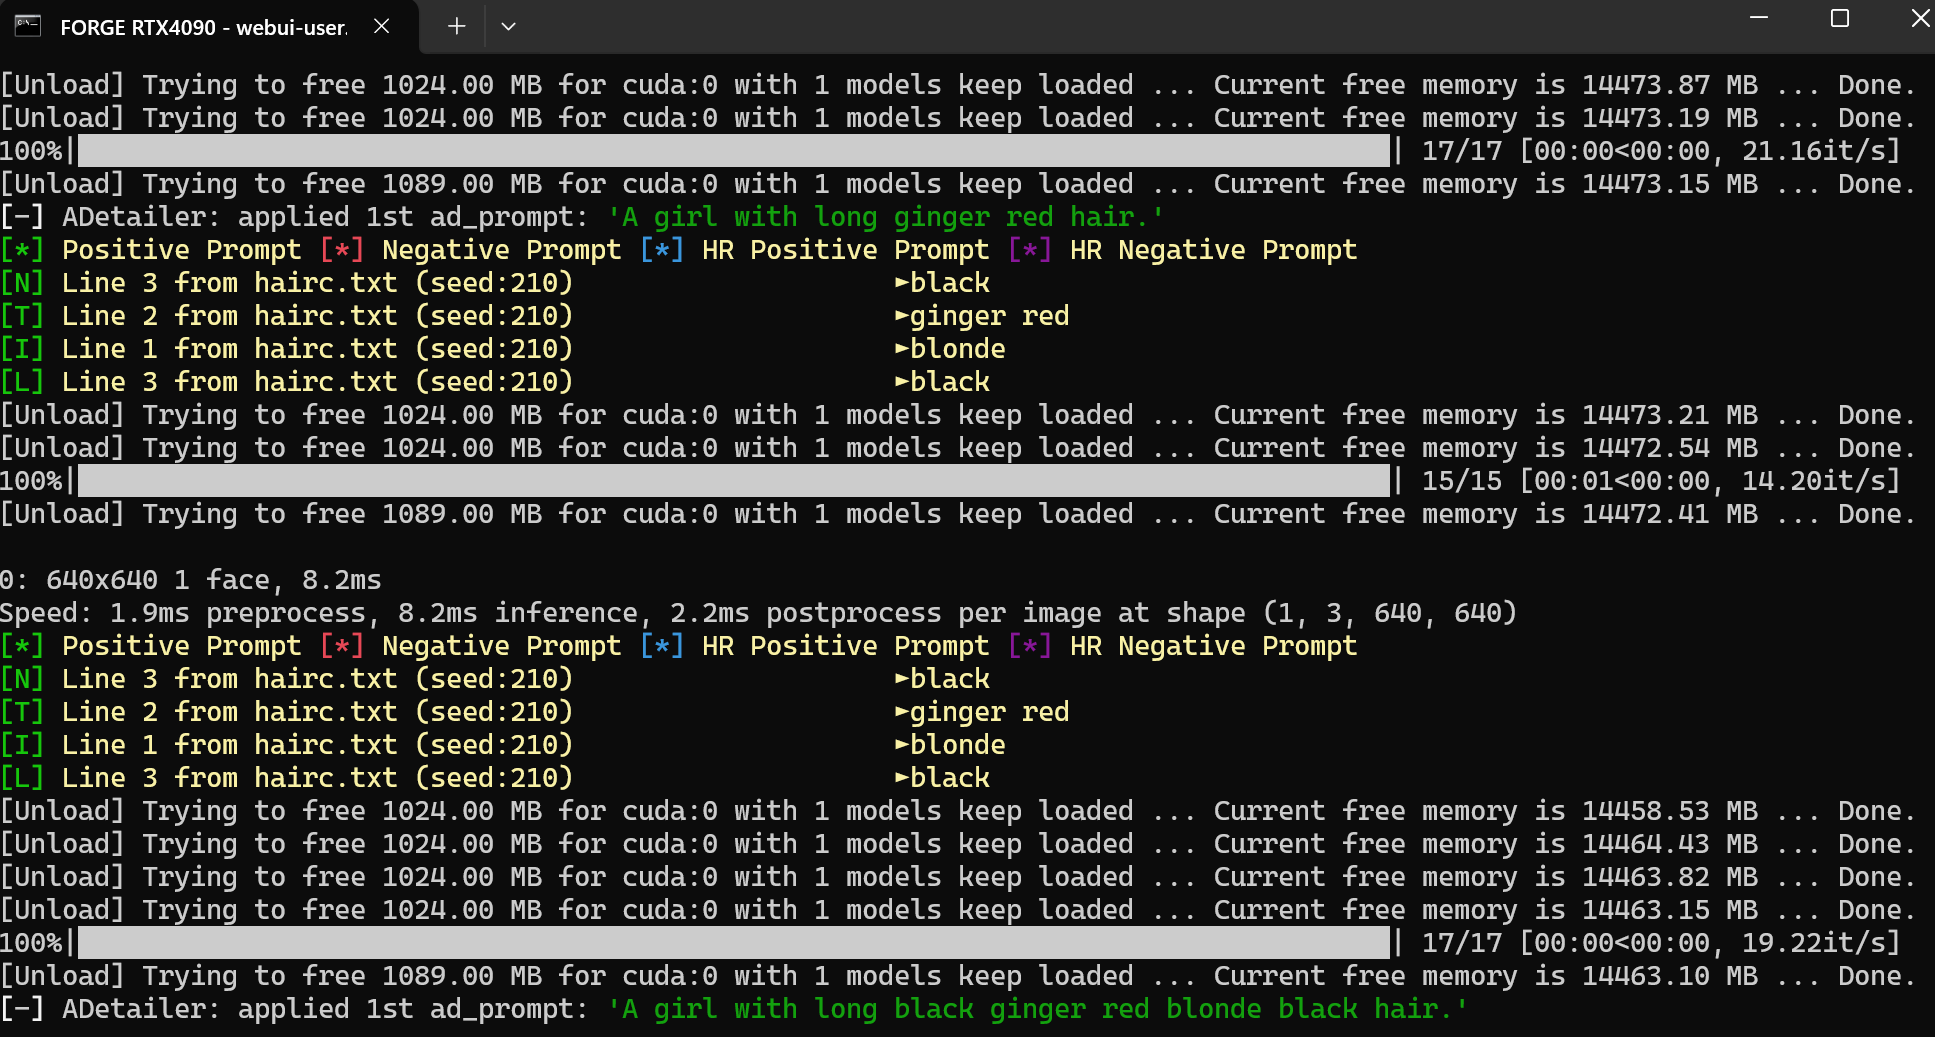 FORGE RTX4090 - webui-user.
[Unload] Trying to free 1024.00 MB for cuda:0 with 1 models keep loaded ... Current free memory is 14473.87 MB ... Done.
[Unload] Trying to free 1024.00 MB for cuda:0 with 1 models keep loaded ... Current free memory is 14473.19 MB ... Done.
100%| | 17/17 [00:00<00:00, 21.16it/s]
[Unload] Trying to free 1089.00 MB for cuda:0 with 1 models keep loaded ... Current free memory is 14473.15 MB ... Done.
[-] ADetailer: applied 1st ad_prompt: 'A girl with long ginger red hair.'
[*] Positive Prompt [*] Negative Prompt [*] HR Positive Prompt [*] HR Negative Prompt
[N] Line 3 from hairc.txt (seed:210) ►black
[T] Line 2 from hairc.txt (seed:210) ►ginger red
[I] Line 1 from hairc.txt (seed:210) ►blonde
[L] Line 3 from hairc.txt (seed:210) ►black
[Unload] Trying to free 1024.00 MB for cuda:0 with 1 models keep loaded ... Current free memory is 14473.21 MB ... Done.
[Unload] Trying to free 1024.00 MB for cuda:0 with 1 models keep loaded ... Current free memory is 14472.54 MB ... Done.
100%| | 15/15 [00:01<00:00, 14.20it/s]
[Unload] Trying to free 1089.00 MB for cuda:0 with 1 models keep loaded ... Current free memory is 14472.41 MB ... Done.
0: 640x640 1 face, 8.2ms
Speed: 1.9ms preprocess, 8.2ms inference, 2.2ms postprocess per image at shape (1, 3, 640, 640)
[*] Positive Prompt [*] Negative Prompt [*] HR Positive Prompt [*] HR Negative Prompt
[N] Line 3 from hairc.txt (seed:210) ►black
[T] Line 2 from hairc.txt (seed:210) ►ginger red
[I] Line 1 from hairc.txt (seed:210) ►blonde
[L] Line 3 from hairc.txt (seed:210) ►black
[Unload] Trying to free 1024.00 MB for cuda:0 with 1 models keep loaded ... Current free memory is 14458.53 MB ... Done.
[Unload] Trying to free 1024.00 MB for cuda:0 with 1 models keep loaded ... Current free memory is 14464.43 MB ... Done.
[Unload] Trying to free 1024.00 MB for cuda:0 with 1 models keep loaded ... Current free memory is 14463.82 MB ... Done.
[Unload] Trying to free 1024.00 MB for cuda:0 with 1 models keep loaded ... Current free memory is 14463.15 MB ... Done.
100%| | 17/17 [00:00<00:00, 19.22it/s]
[Unload] Trying to free 1089.00 MB for cuda:0 with 1 models keep loaded ... Current free memory is 14463.10 MB ... Done.
[-] ADetailer: applied 1st ad_prompt: 'A girl with long black ginger red blonde black hair.'